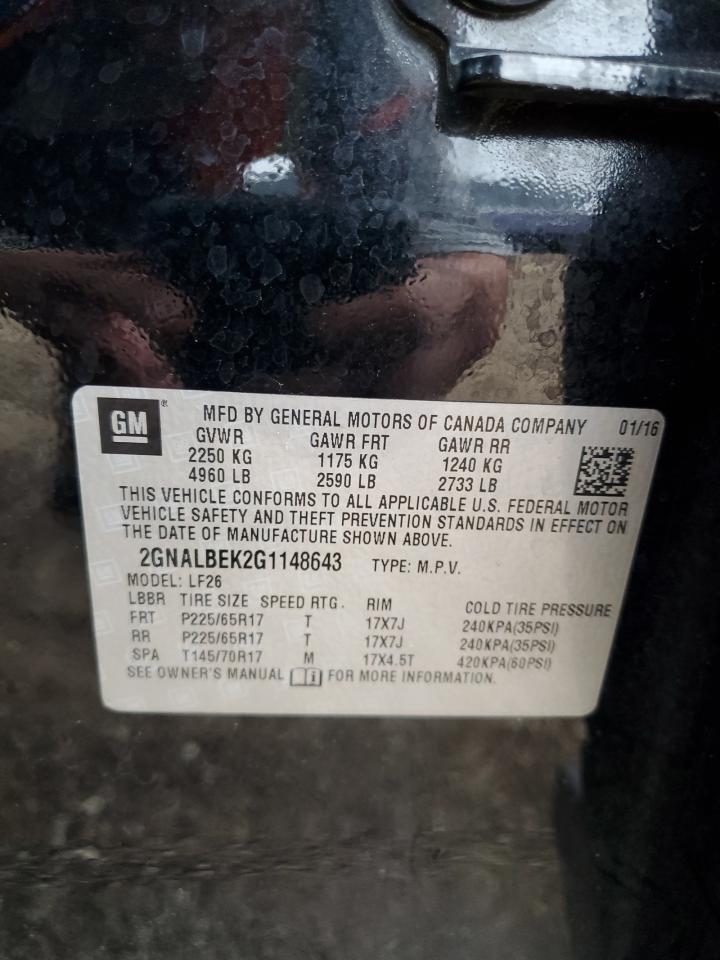 GM ®
MFD BY GENERAL MOTORS OF CANADA COMPANY 01/16
GVWR GAWR FRT GAWR RR
2250 KG 1175 KG 1240 KG
4960 LB 2590 LB 2733 LB
THIS VEHICLE CONFORMS TO ALL APPLICABLE U.S. FEDERAL MOTOR
VEHICLE SAFETY AND THEFT PREVENTION STANDARDS IN EFFECT ON
THE DATE OF MANUFACTURE SHOWN ABOVE.
2GNALBEK2G1148643 TYPE: M.P.V.
MODEL: LF26
LBBR TIRE SIZE SPEED RTG. RIM COLD TIRE PRESSURE
FRT P225/65R17 T 17X7J 240KPA(35PSI)
RR P225/65R17 T 17X7J 240KPA(35PSI)
SPA T145/70R17 M 17X4.5T 420KPA(60PSI)
SEE OWNER'S MANUAL i FOR MORE INFORMATION.